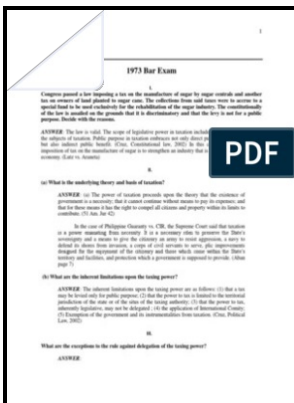 1
1973 Bar Exam
I.
Congress passed a law imposing a tax on the manufacture of sugar by sugar centrals and another
tax on owners of land planted to sugar cane. The collections from said taxes were to accrue to a
special fund to be used exclusively for the rehabilitation of the sugar industry. The constitutionality
of the law is assailed on the grounds that it is discriminatory and that the levy is not for a public
purpose. Decide with the reasons.
ANSWER: The law is valid. The scope of legislative power in taxation
the subjects of taxation. Public purpose in taxation embraces not only direct
but also indirect public benefit. (Cruz, Constitutional law, 2002) In this
imposition of tax on the manufacture of sugar is to strengthen an industry that is
economy. (Lutz vs. Araneta)
PDF
II.
(a) What is the underlying theory and basis of taxation?
ANSWER: (a) The power of taxation proceeds upon the theory that the existence of
government is a necessity; that it cannot continue without means to pay its expenses; and
that for these means it has the right to compel all citizens and property within its limits to
contribute. (51 Am. Jur 42)
In the case of Philippine Guaranty vs. CIR, the Supreme Court said that taxation
is a power emanating from necessity. It is a necessary
sovereignty and a means to give the citizenry an army to resist aggression, a navy to
defend its shores from invasion, a corps of civil servants to serve, public improvements
designed for the enjoyment of the citizenry and those which come within the State's
territory and facilities, and protection which a government is supposed to provide.
page 7)
(b) What are the inherent limitations upon the taxing power?
ANSWER: The inherent limitations upon the taxing power are as follows: (1) that a tax
may be levied only for public purpose; (2) that the power to tax is limited to the territorial
jurisdiction of the state or of the situs of the taxing authority; (3) that the power to tax,
inherently legislative, may not be delegated; (4) the application of International Comity;
(5) Exemption of the government and its instrumentalities from taxation. (Cruz, Political
Law, 2002)
III.
What are the exceptions to the rule against delegation of the taxing power?
ANSWER: